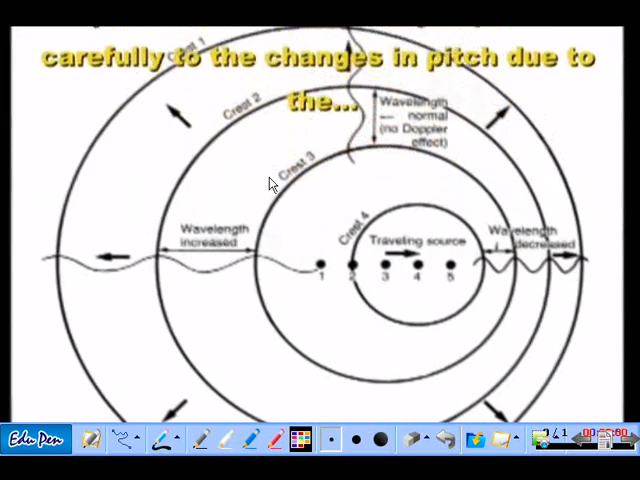 carefully to the changes in pitch due to
the...
Crest 1
Crest 2
Wavelength
— normal
(no Doppler
effect)
Crest 3
Crest 4
Wavelength
increased
Traveling source
Wavelength
decreased
1 2 3 4 5
Edu Pen
/ 1